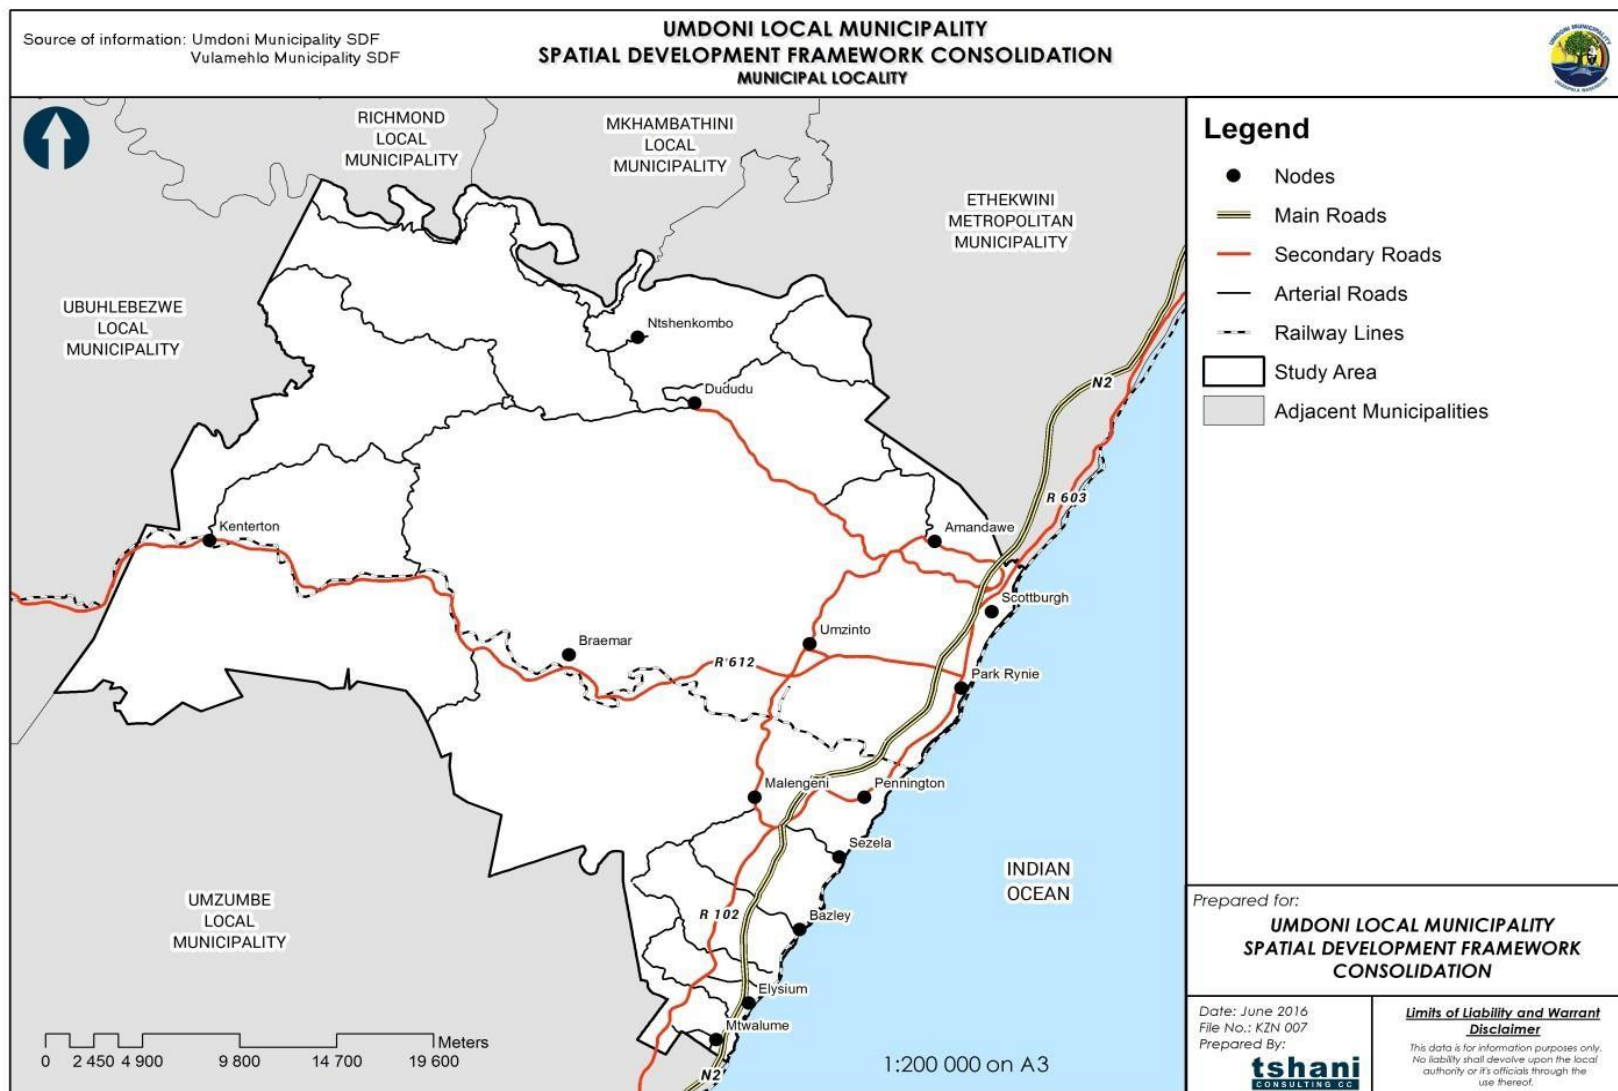 Source of information: Umdoni Municipality SDF
Vulamehlo Municipality SDF
UMDONI LOCAL MUNICIPALITY
SPATIAL DEVELOPMENT FRAMEWORK CONSOLIDATION
MUNICIPAL LOCALITY
UMDONI MUNICIPALITY
RICHMOND
LOCAL
MUNICIPALITY
MKHAMBATHINI
LOCAL
MUNICIPALITY
ETHEKWINI
METROPOLITAN
MUNICIPALITY
UBUHLEBEZWE
LOCAL
MUNICIPALITY
Ntshenkombo
Dududu
N2
R 603
Kenterton
Amandawe
Scottburgh
Umzinto
Braemar
R 612
Park Rynie
Malengeni
Pennington
Sezela
INDIAN
OCEAN
UMZUMBE
LOCAL
MUNICIPALITY
R 102
Bazley
Elysium
Mtwalume
N2
Meters
0 2 450 4 900 9 800 14 700 19 600
1:200 000 on A3
Legend
Nodes
Main Roads
Secondary Roads
Arterial Roads
Railway Lines
Study Area
Adjacent Municipalities
Prepared for:
UMDONI LOCAL MUNICIPALITY
SPATIAL DEVELOPMENT FRAMEWORK
CONSOLIDATION
Date: June 2016
File No.: KZN 007
Prepared By:
tshani
CONSULTING CC
Limits of Liability and Warrant
Disclaimer
This data is for information purposes only.
No liability shall devolve upon the local
authority or it's officials through the
use thereof.